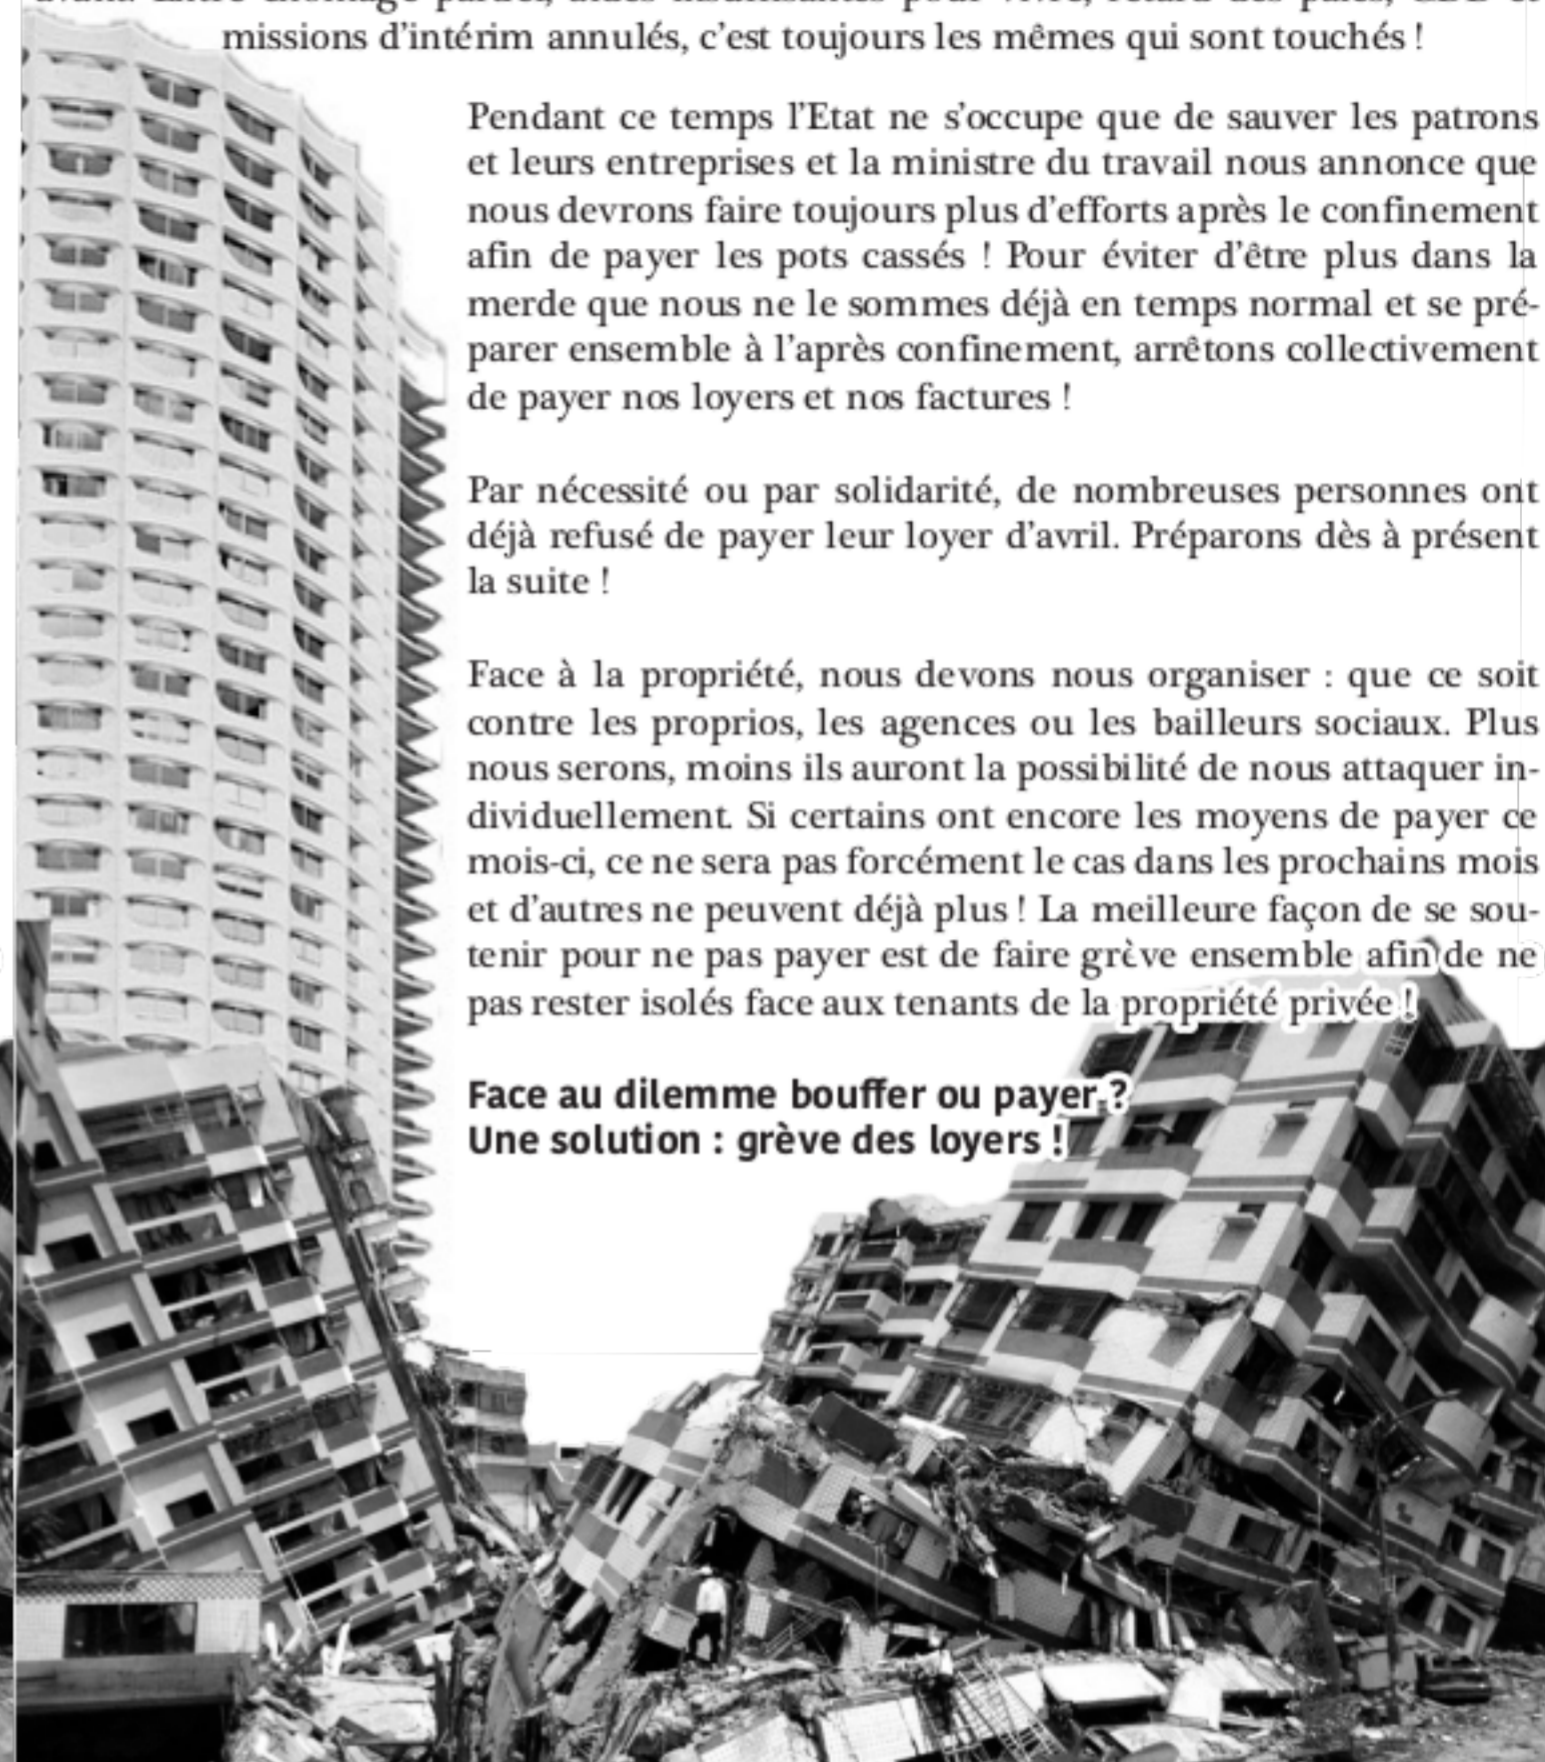 missions d'intérim annulés, c'est toujours les mêmes qui sont touchés !
Pendant ce temps l'Etat ne s'occupe que de sauver les patrons
et leurs entreprises et la ministre du travail nous annonce que
nous devrons faire toujours plus d'efforts après le confinement
afin de payer les pots cassés ! Pour éviter d'être plus dans la
merde que nous ne le sommes déjà en temps normal et se pré-
parer ensemble à l'après confinement, arrêtons collectivement
de payer nos loyers et nos factures !
Par nécessité ou par solidarité, de nombreuses personnes ont
déjà refusé de payer leur loyer d'avril. Préparons dès à présent
la suite !
Face à la propriété, nous devons nous organiser : que ce soit
contre les proprios, les agences ou les bailleurs sociaux. Plus
nous serons, moins ils auront la possibilité de nous attaquer in-
dividuellement. Si certains ont encore les moyens de payer ce
mois-ci, ce ne sera pas forcément le cas dans les prochains mois
et d'autres ne peuvent déjà plus ! La meilleure façon de se sou-
tenir pour ne pas payer est de faire grève ensemble afin de ne
pas rester isolés face aux tenants de la propriété privée !
Face au dilemme bouffer ou payer ?
Une solution : grève des loyers !